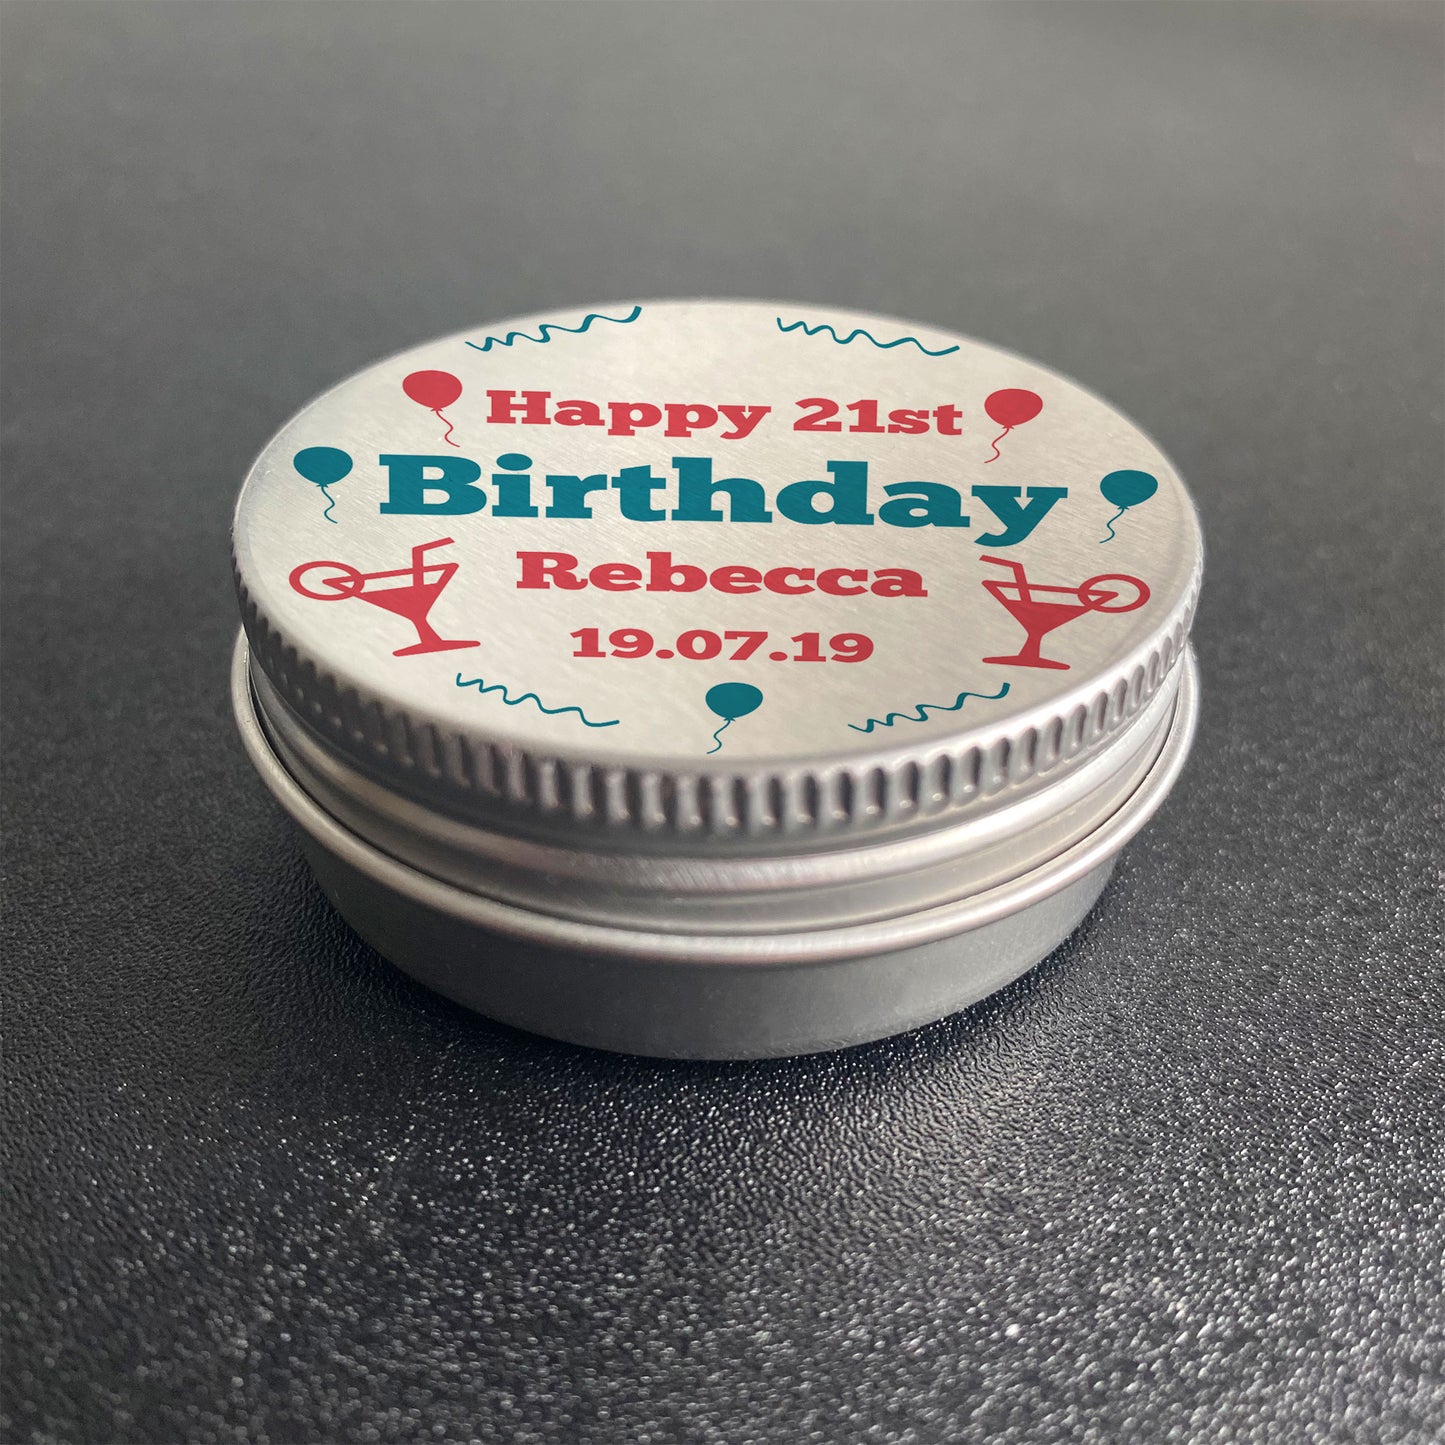 Happy 21st
Birthday
Rebecca
19.07.19